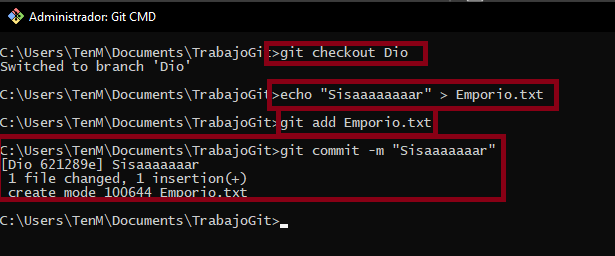 Administrador: Git CMD
C:\Users\TenM\Documents\TrabajoGit>git checkout Dio
Switched to branch 'Dio'
C:\Users\TenM\Documents\TrabajoGit>echo "Sisaaaaaaar" > Emporio.txt
C:\Users\TenM\Documents\TrabajoGit>git add Emporio.txt
C:\Users\TenM\Documents\TrabajoGit>git commit -m "Sisaaaaaaar"
[Dio 621289e] Sisaaaaaaar
1 file changed, 1 insertion(+)
create mode 100644 Emporio.txt
C:\Users\TenM\Documents\TrabajoGit>